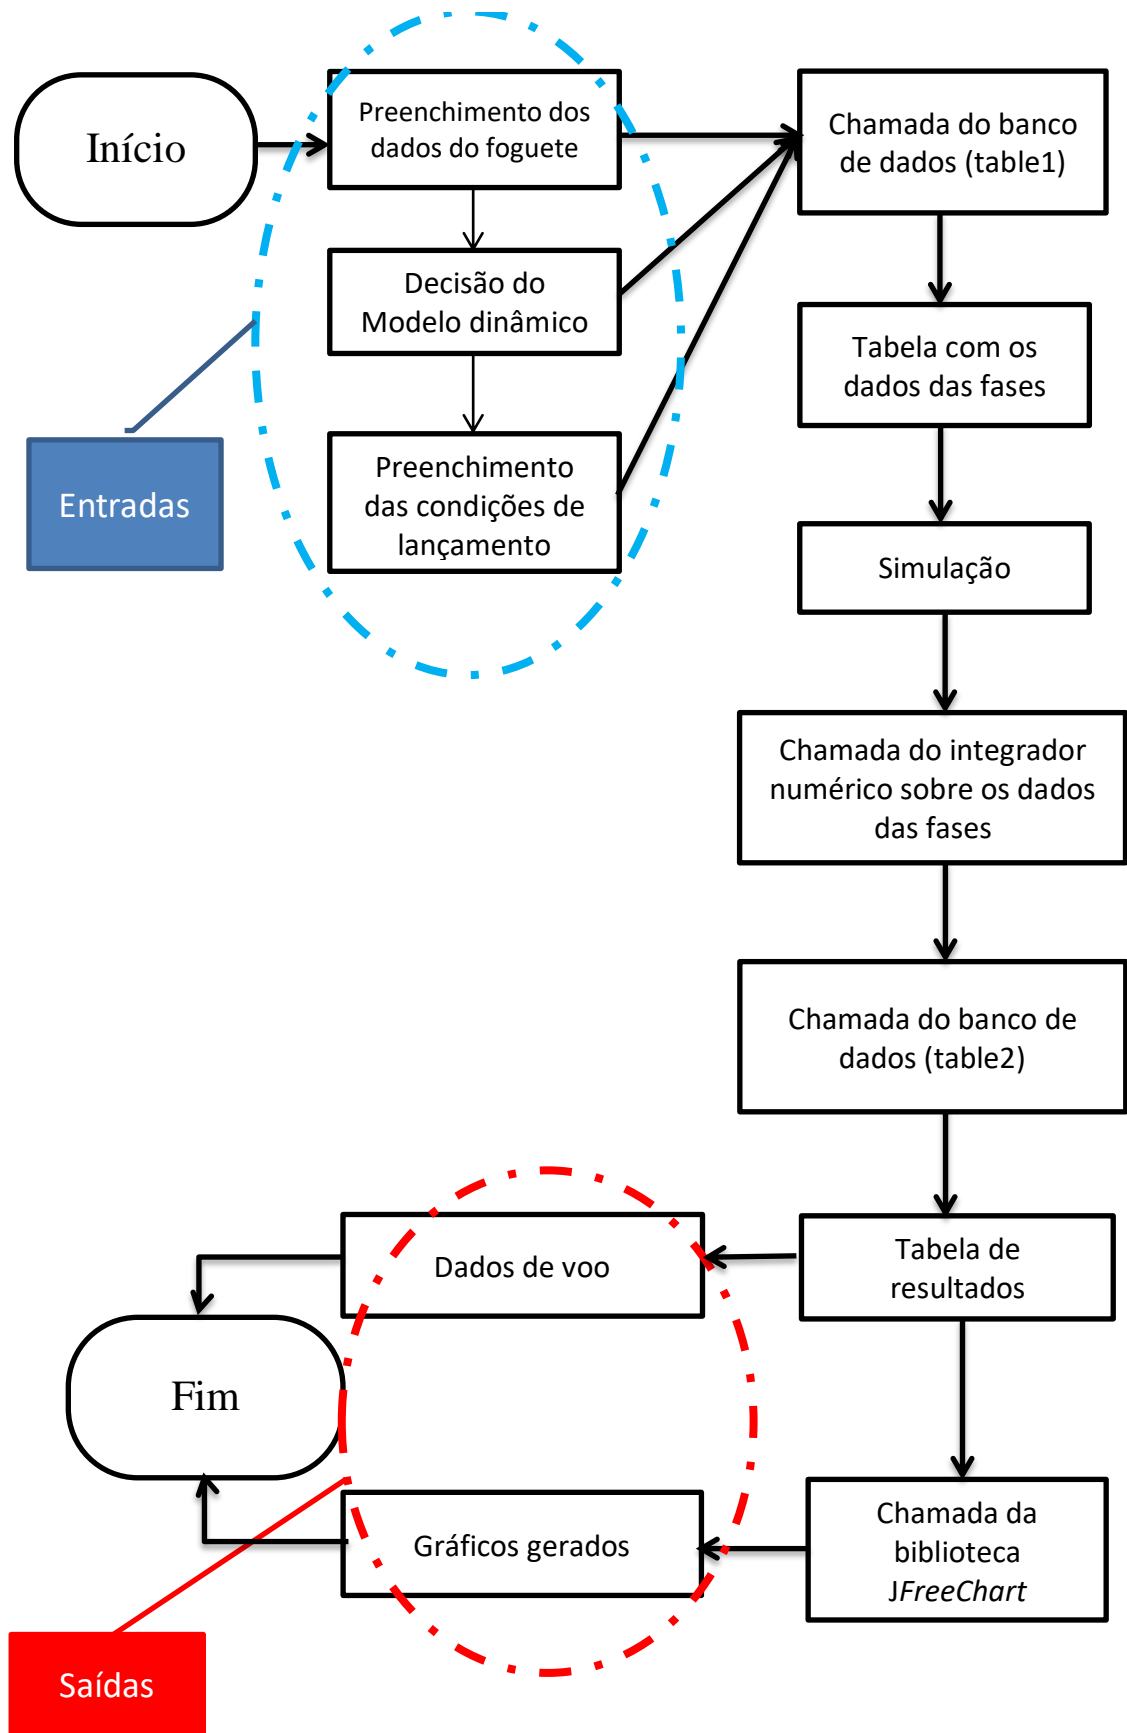 Início
Preenchimento dos
dados do foguete
Chamada do banco
de dados (table1)
Decisão do
Modelo dinâmico
Tabela com os
dados das fases
Entradas
Preenchimento
das condições de
lançamento
Simulação
Chamada do integrador
numérico sobre os dados
das fases
Chamada do banco de
dados (table2)
Dados de voo
Tabela de
resultados
Fim
Gráficos gerados
Chamada da
biblioteca
JFreeChart
Saídas